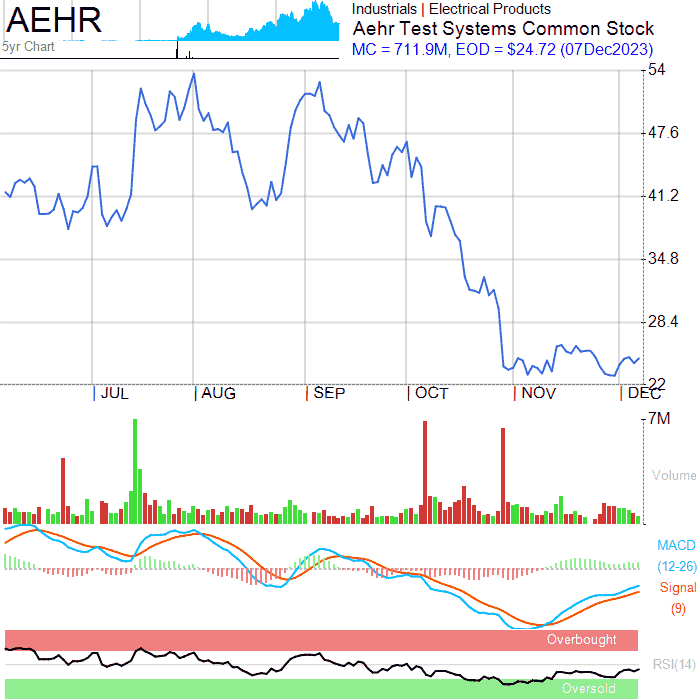 AEHR
5yr Chart
Industrials | Electrical Products
Aehr Test Systems Common Stock
MC = 711.9M, EOD = $24.72 (07Dec2023)
54
47.6
41.2
34.8
28.4
22
JUL AUG SEP OCT NOV DEC
7M
Volume
MACD
(12-26)
Signal
(9)
Overbought
RSI(14)
Oversold